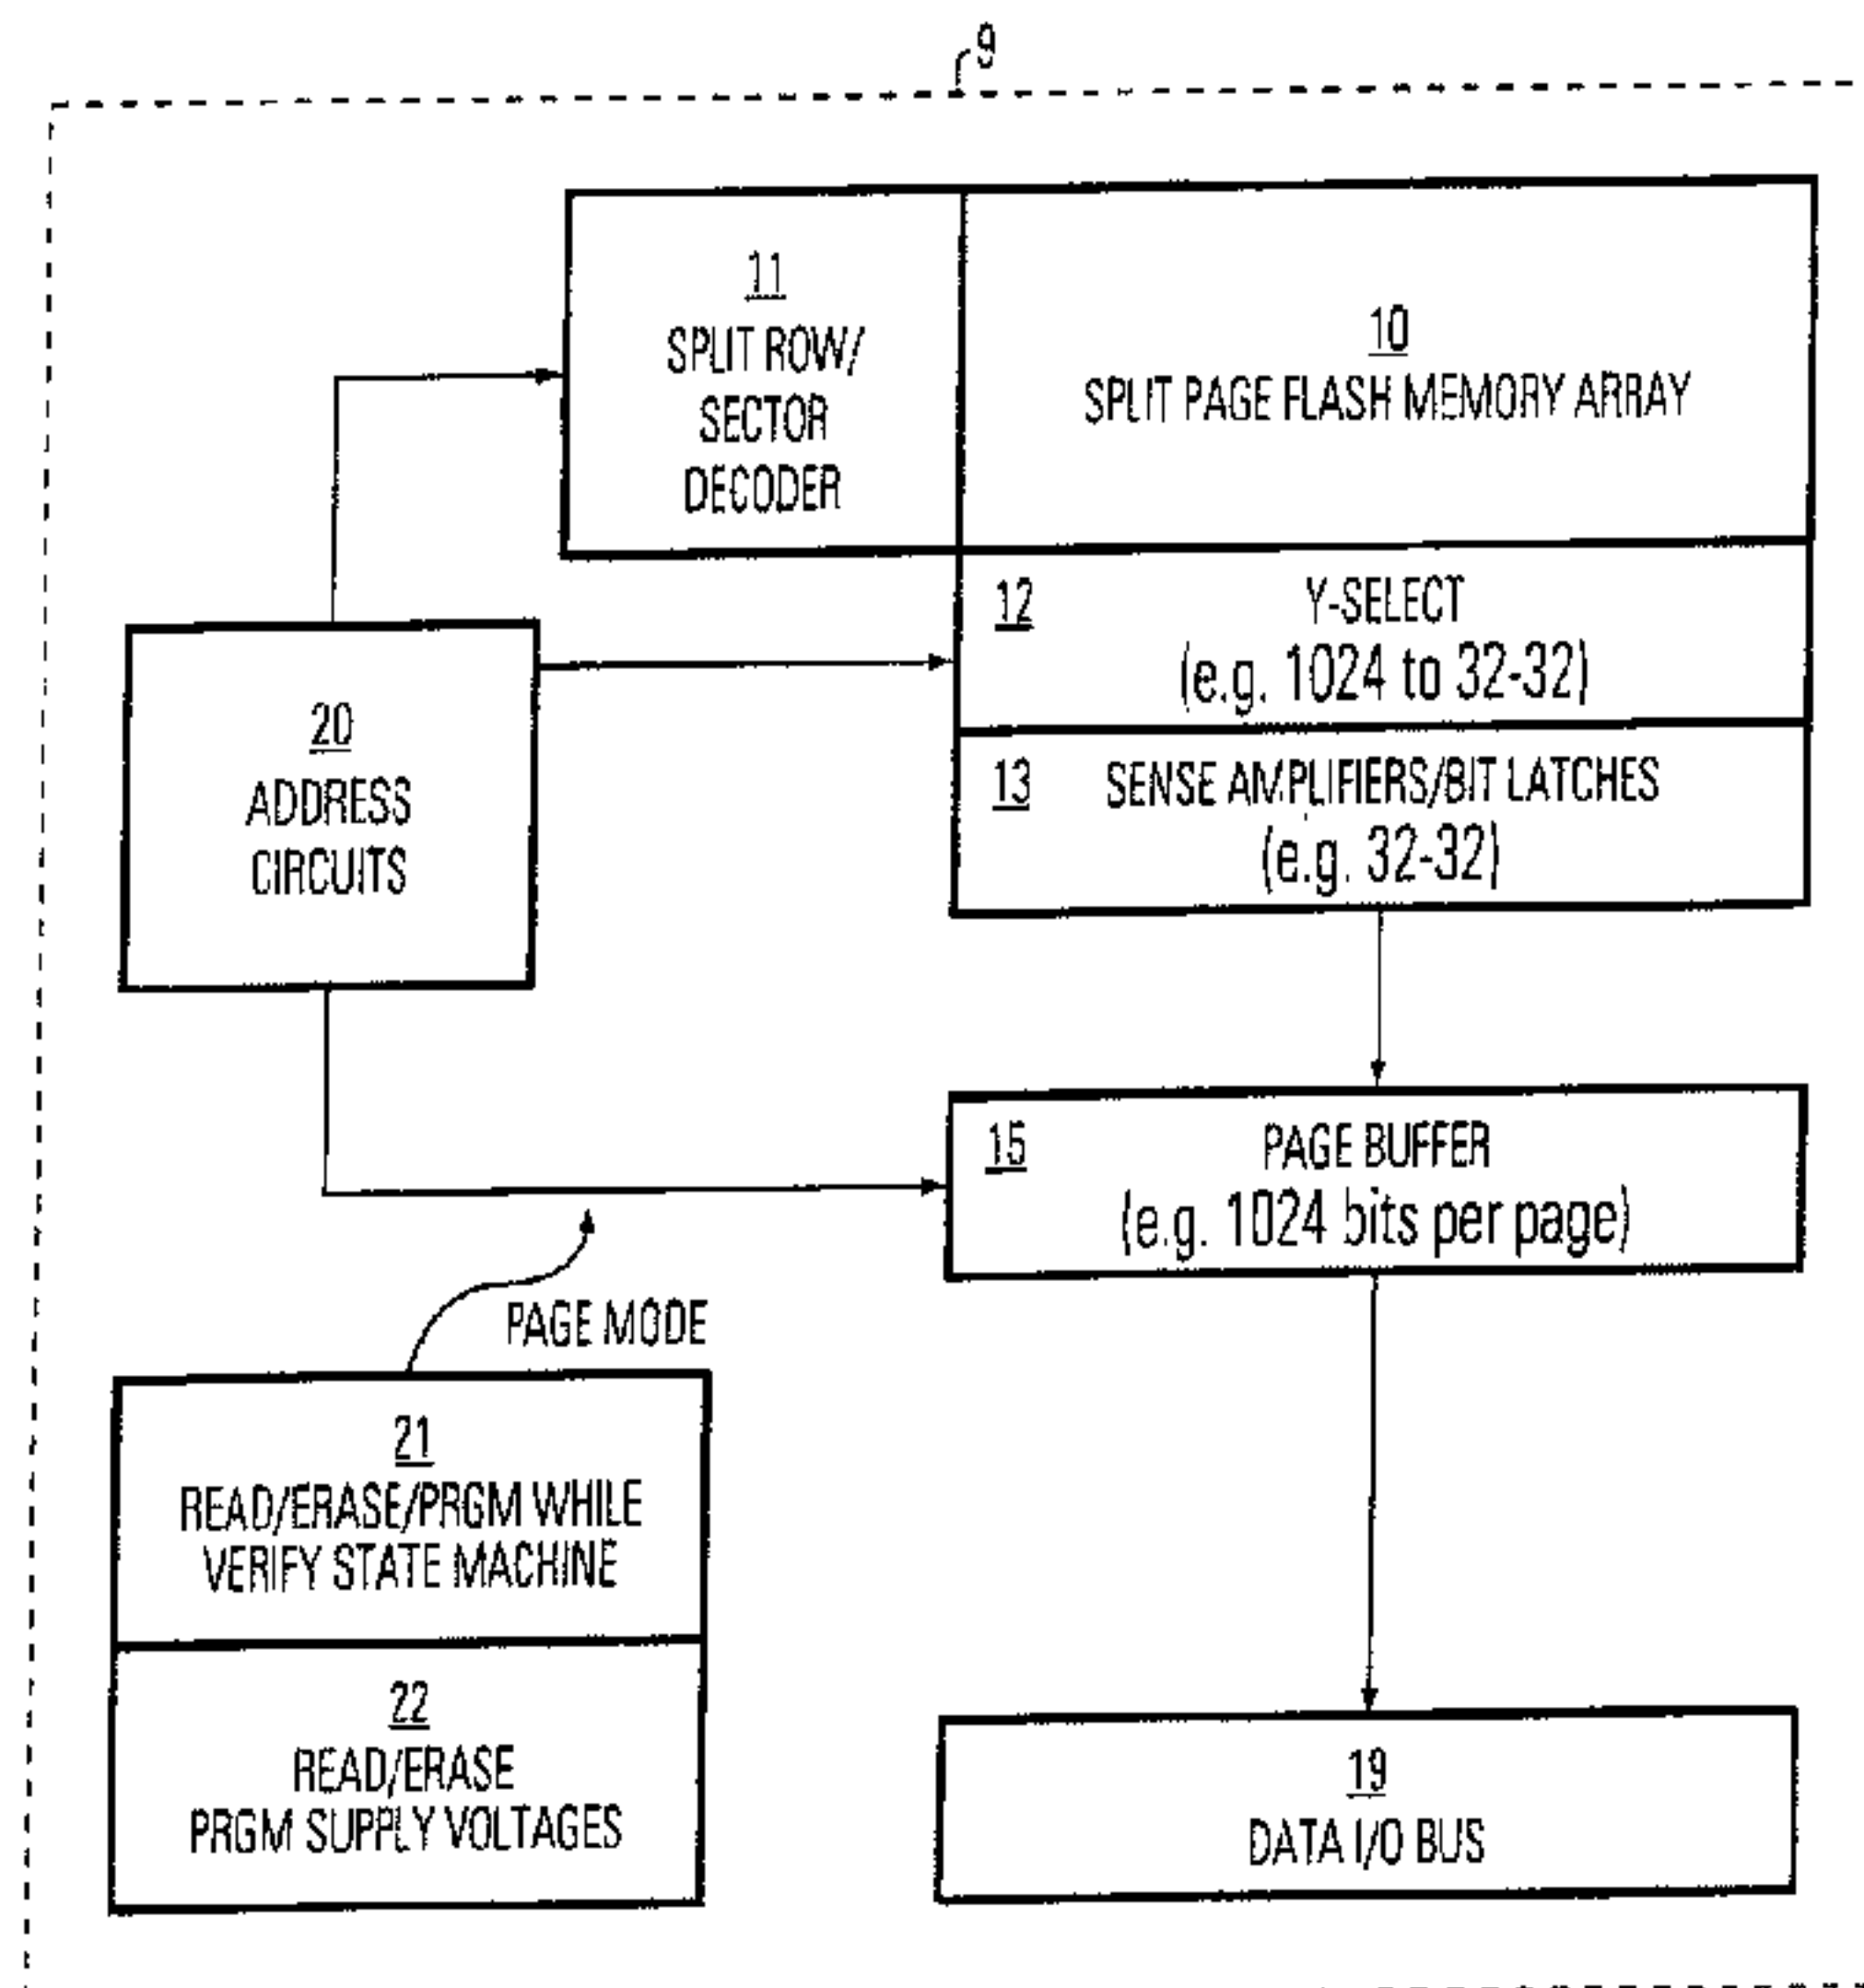 9
11
SPLIT ROW/
SECTOR
DECODER
10
SPLIT PAGE FLASH MEMORY ARRAY
12
Y-SELECT
(e.g. 1024 to 32-32)
13
SENSE AMPLIFIERS/BIT LATCHES
(e.g. 32-32)
20
ADDRESS
CIRCUITS
15
PAGE BUFFER
(e.g. 1024 bits per page)
PAGE MODE
21
READ/ERASE/PRGM WHILE
VERIFY STATE MACHINE
22
READ/ERASE
PRGM SUPPLY VOLTAGES
19
DATA I/O BUS